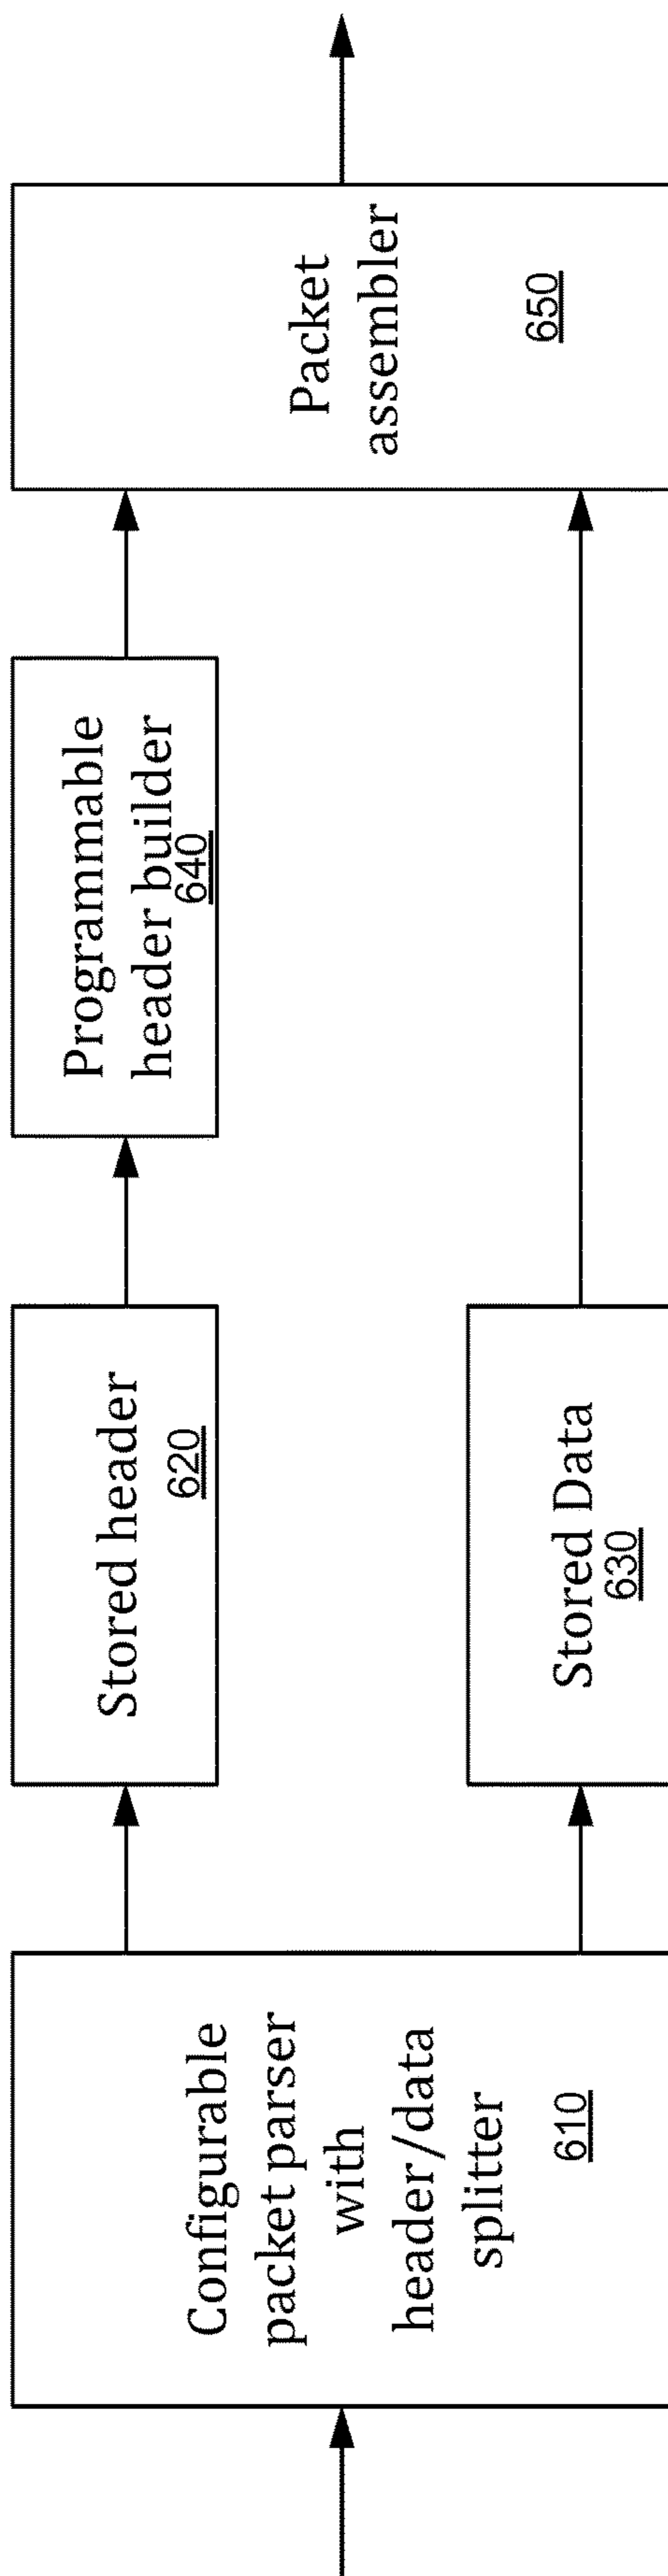 Configurable
packet parser
with
header/data
splitter
610
Stored header
620
Stored Data
630
Programmable
header builder
640
Packet
assembler
650